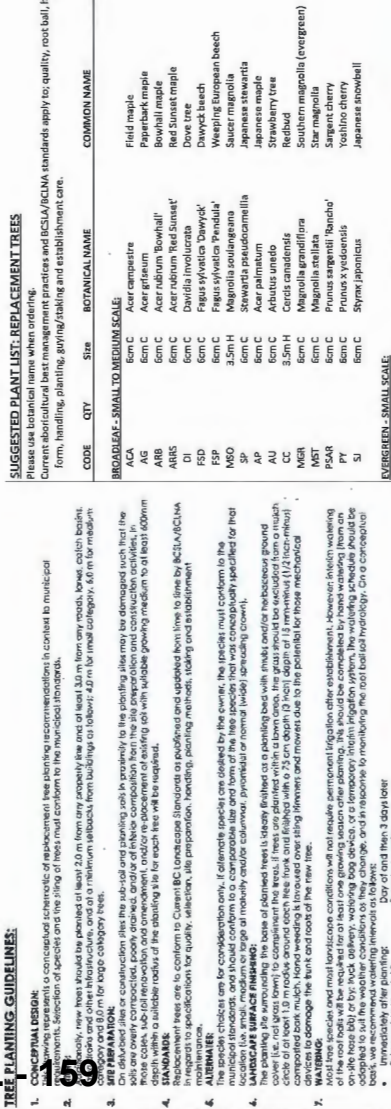 TREE PLANTING GUIDELINES:
1. CONCEPTUAL DESIGN:
drawing represents a conceptual schematic of replacement tree planting recommendations in context to municipal
requirements. Selection of species and the siting of trees must conform to the municipal standards.
2.
new trees should be planted at least 2.0 m from any property line and at least 3.0 m from any roads, lanes, catch basins,
and other infrastructure, and at a minimum setbacks from buildings as follows: 4.0 m for small category, 6.0 m for medium
category and 8.0 m for large category trees.
3. SITE PREPARATION:
On disturbed sites or construction sites the sub-soil and planting soils in proximity to the planting sites may be damaged such that the
soils are overly compacted, poorly drained, and/or of inferior composition from the site preparation and construction activities. In
those cases, sub-soil renovation and amendment, and/or re-placement of existing soil with suitable growing medium to at least 600mm
depth within a suitable radius of the planting site for each tree will be required.
4. STANDARDS:
Replacement trees are to conform to Current BC Landscape Standards as published and updated from time to time by BCSLA/BCLNA
in regards to specifications for quality, selection, site preparation, handling, planting methods, staking and establishment
maintenance.
5. ALTERNATES:
The species choices are for consideration only. If alternate species are desired by the owner, the species must conform to the
municipal standards, and should conform to a comparable size and form of the tree species that was conceptually specified for that
location (i.e. small, medium or large at maturity and/or columnar, pyramidal or normal (wide) spreading crown).
6. LANDSCAPE SURFACE FINISHING:
The planting site surrounding the base of planted trees is ideally finished as a planting bed with shrubs and/or herbaceous ground
cover (i.e. not grass lawn) to complement the trees. If trees are planted within a lawn area, the grass should be excluded from a mulch
circle of at least 1.0 m radius around each tree trunk and finished with a 75 cm depth (3 inch) depth of 15 mm-minus (1/2 inch-minus)
composted bark mulch. Hand weeding is favoured over string trimmers and mowers due to the potential for those mechanical
devices to damage the trunk and roots of the new tree.
7. WATERING:
Most tree species and most landscape conditions will not require permanent irrigation after establishment. However, interim watering
of the root ball will be required for at least one growing season after planting. This should be completed by hand watering (from an
on site hose bib or by truck delivery), watering bag device, or a temporary interim irrigation system. The watering schedule should be
adapted to suit the weather conditions as they change, and in response to monitoring the root ball soil hydrology. On a conceptual
basis, we recommend watering intervals as follows:
Immediately after planting: Day of and then 3 days later
- 159
SUGGESTED PLANT LIST: REPLACEMENT TREES
Please use botanical name when ordering.
Current arboricultural best management practices and BCSLA/BCLNA standards apply to; quality, root ball, h
form, handling, planting, guying/staking and establishment care.
CODE QTY Size BOTANICAL NAME COMMON NAME
BROADLEAF - SMALL TO MEDIUM SCALE:
ACA 6cm C Acer campestre Field maple
AG 6cm C Acer griseum Paperbark maple
ARB 6cm C Acer rubrum 'Bowhall' Bowhall maple
ARRS 6cm C Acer rubrum 'Red Sunset' Red Sunset maple
DI 6cm C Davidia involucrata Dove tree
FSD 6cm C Fagus sylvatica 'Dawyck' Dawyck beech
FSP 6cm C Fagus sylvatica 'Pendula' Weeping European beech
MSO 3.5m H Magnolia soulangeana Saucer magnolia
SP 6cm C Stewartia pseudocamellia Japanese stewartia
AP 6cm C Acer palmatum Japanese maple
AU 6cm C Arbutus unedo Strawberry tree
CC 3.5m H Cercis canadensis Redbud
MGR 6cm C Magnolia grandiflora Southern magnolia (evergreen)
MST 6cm C Magnolia stellata Star magnolia
PSAR 6cm C Prunus sargentii 'Rancho' Sargent cherry
PY 6cm C Prunus x yedoensis Yoshino cherry
SJ 6cm C Styrax japonicus Japanese snowbell
EVERGREEN - SMALL SCALE: